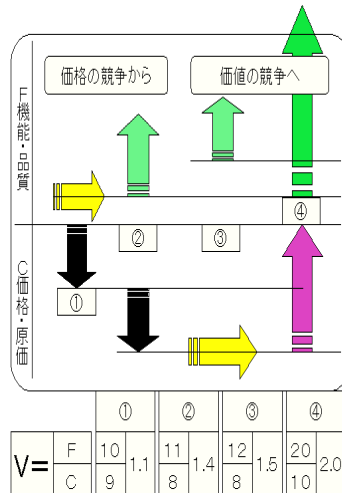 価格の競争から
価値の競争へ
F機能・品質
④
②
③
C価格・原価
①
① ② ③ ④
V= F 10 1.1 11 1.4 12 1.5 20 2.0
C 9 8 8 10